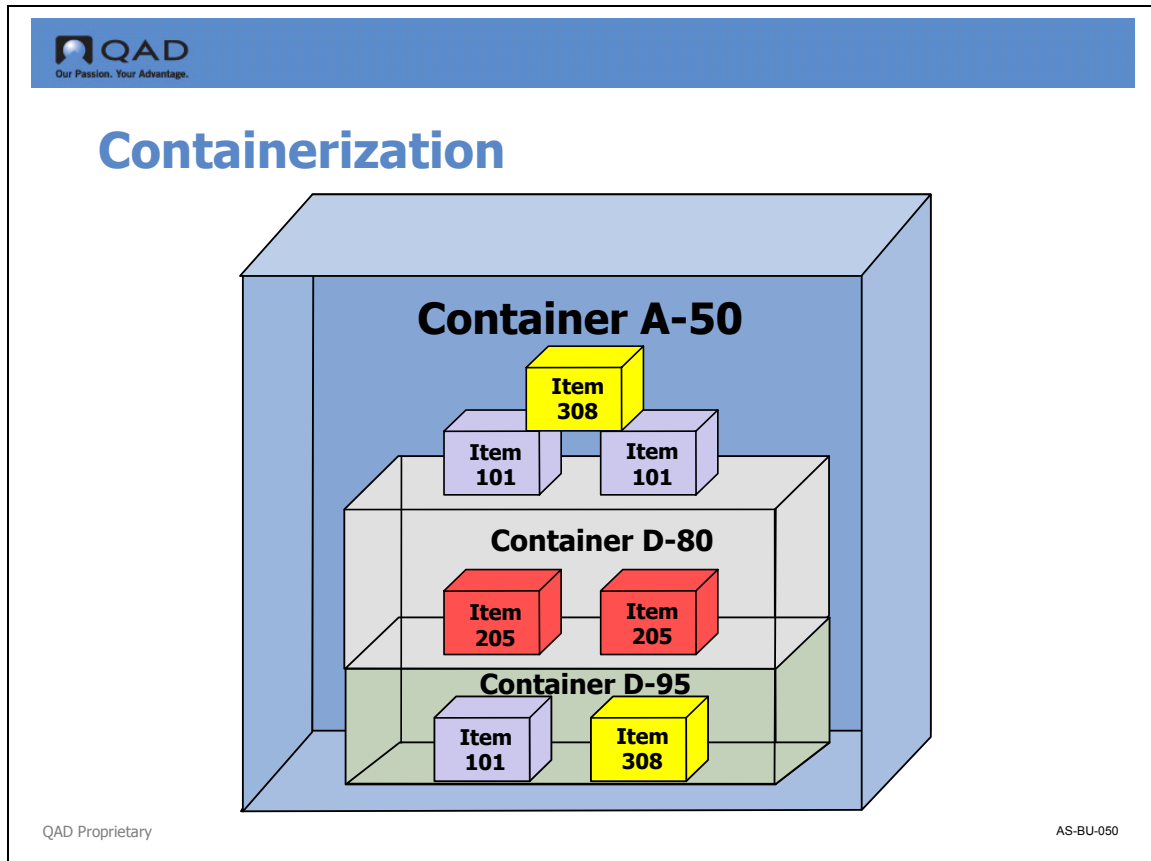 QAD
Our Passion. Your Advantage.
Containerization
Container A-50
Item
308
Item
101
Item
101
Container D-80
Item
205
Item
205
Container D-95
Item
101
Item
308
QAD Proprietary
AS-BU-050